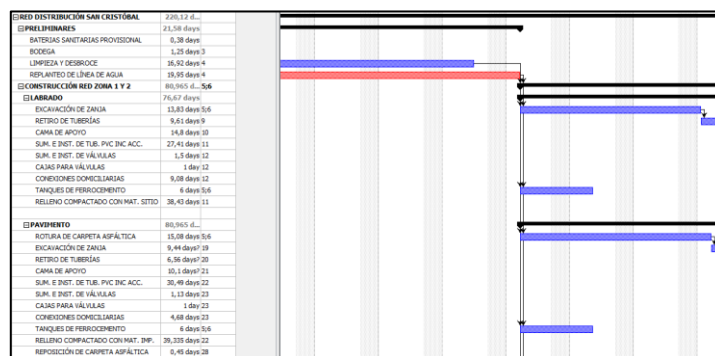 RED DISTRIBUCIÓN SAN CRISTÓBAL 220,12 d...
PRELIMINARES 21,58 days
BATERIAS SANITARIAS PROVISIONAL 0,38 days
BODEGA 1,25 days 3
LIMPIEZA Y DESBROCE 16,92 days 4
REPLANTEO DE LÍNEA DE AGUA 19,95 days 4
CONSTRUCCIÓN RED ZONA 1 Y 2 80,965 d... 5;6
LABRADO 76,67 days
EXCAVACIÓN DE ZANJA 13,83 days 5;6
RETIRO DE TUBERÍAS 9,61 days 9
CAMA DE APOYO 14,8 days 10
SUM. E INST. DE TUB. PVC INC ACC. 27,41 days 11
SUM. E INST. DE VÁLVULAS 1,5 days 12
CAJAS PARA VÁLVULAS 1 day 12
CONEXIONES DOMICILIARIAS 9,08 days 12
TANQUES DE FERROCEMENTO 6 days 5;6
RELLENO COMPACTADO CON MAT. SITIO 38,43 days 11
PAVIMENTO 80,965 d...
ROTURA DE CARPETA ASFÁLTICA 15,08 days 5;6
EXCAVACIÓN DE ZANJA 9,44 days? 19
RETIRO DE TUBERÍAS 6,56 days? 20
CAMA DE APOYO 10,1 days? 21
SUM. E INST. DE TUB. PVC INC ACC. 30,49 days 22
SUM. E INST. DE VÁLVULAS 1,13 days 23
CAJAS PARA VÁLVULAS 1 day 23
CONEXIONES DOMICILIARIAS 4,68 days 23
TANQUES DE FERROCEMENTO 6 days 5;6
RELLENO COMPACTADO CON MAT. IMP. 39,335 days 22
REPOSICIÓN DE CARPETA ASFÁLTICA 0,45 days 28